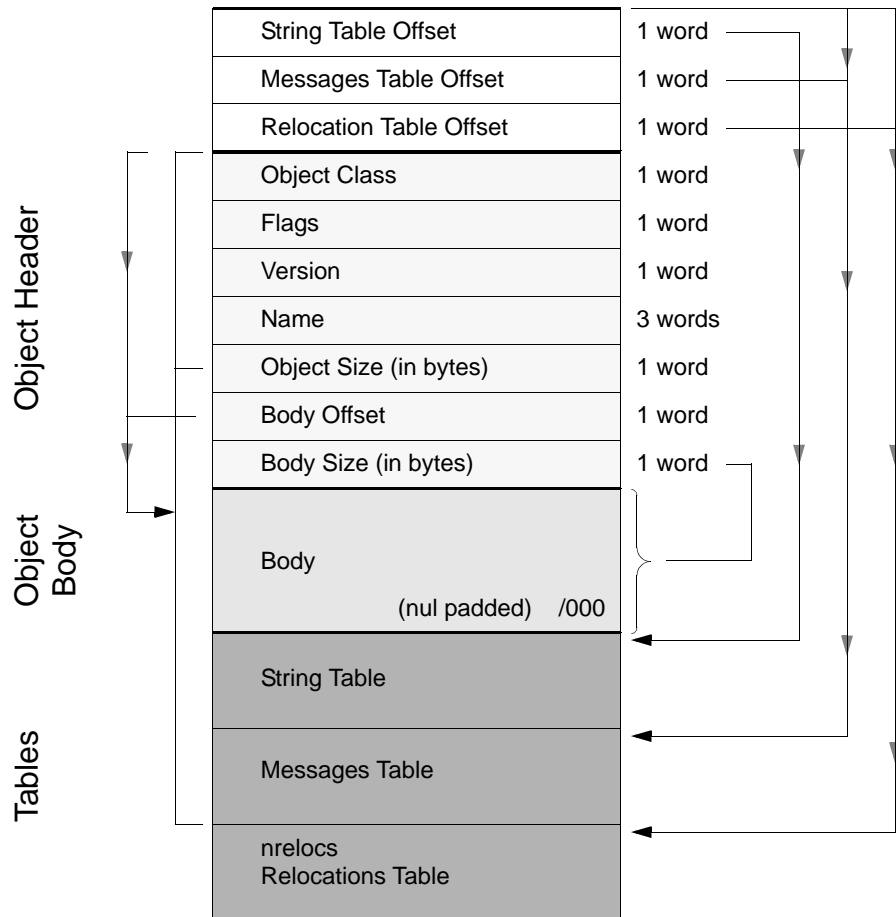 String Table Offset 1 word
Messages Table Offset 1 word
Relocation Table Offset 1 word
Object Header
Object Class 1 word
Flags 1 word
Version 1 word
Name 3 words
Object Size (in bytes) 1 word
Body Offset 1 word
Body Size (in bytes) 1 word
Object
Body
Body
(nul padded) /000
Tables
String Table
Messages Table
nrelocs
Relocations Table